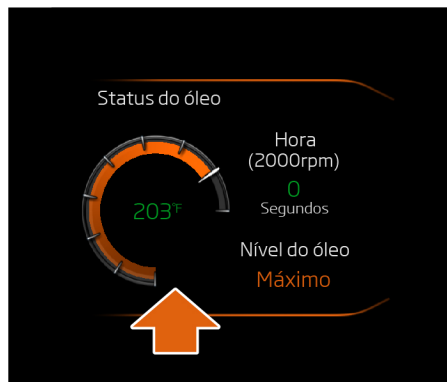 Status do óleo
Hora
(2000rpm)
203°F
0
Segundos
Nível do óleo
Máximo